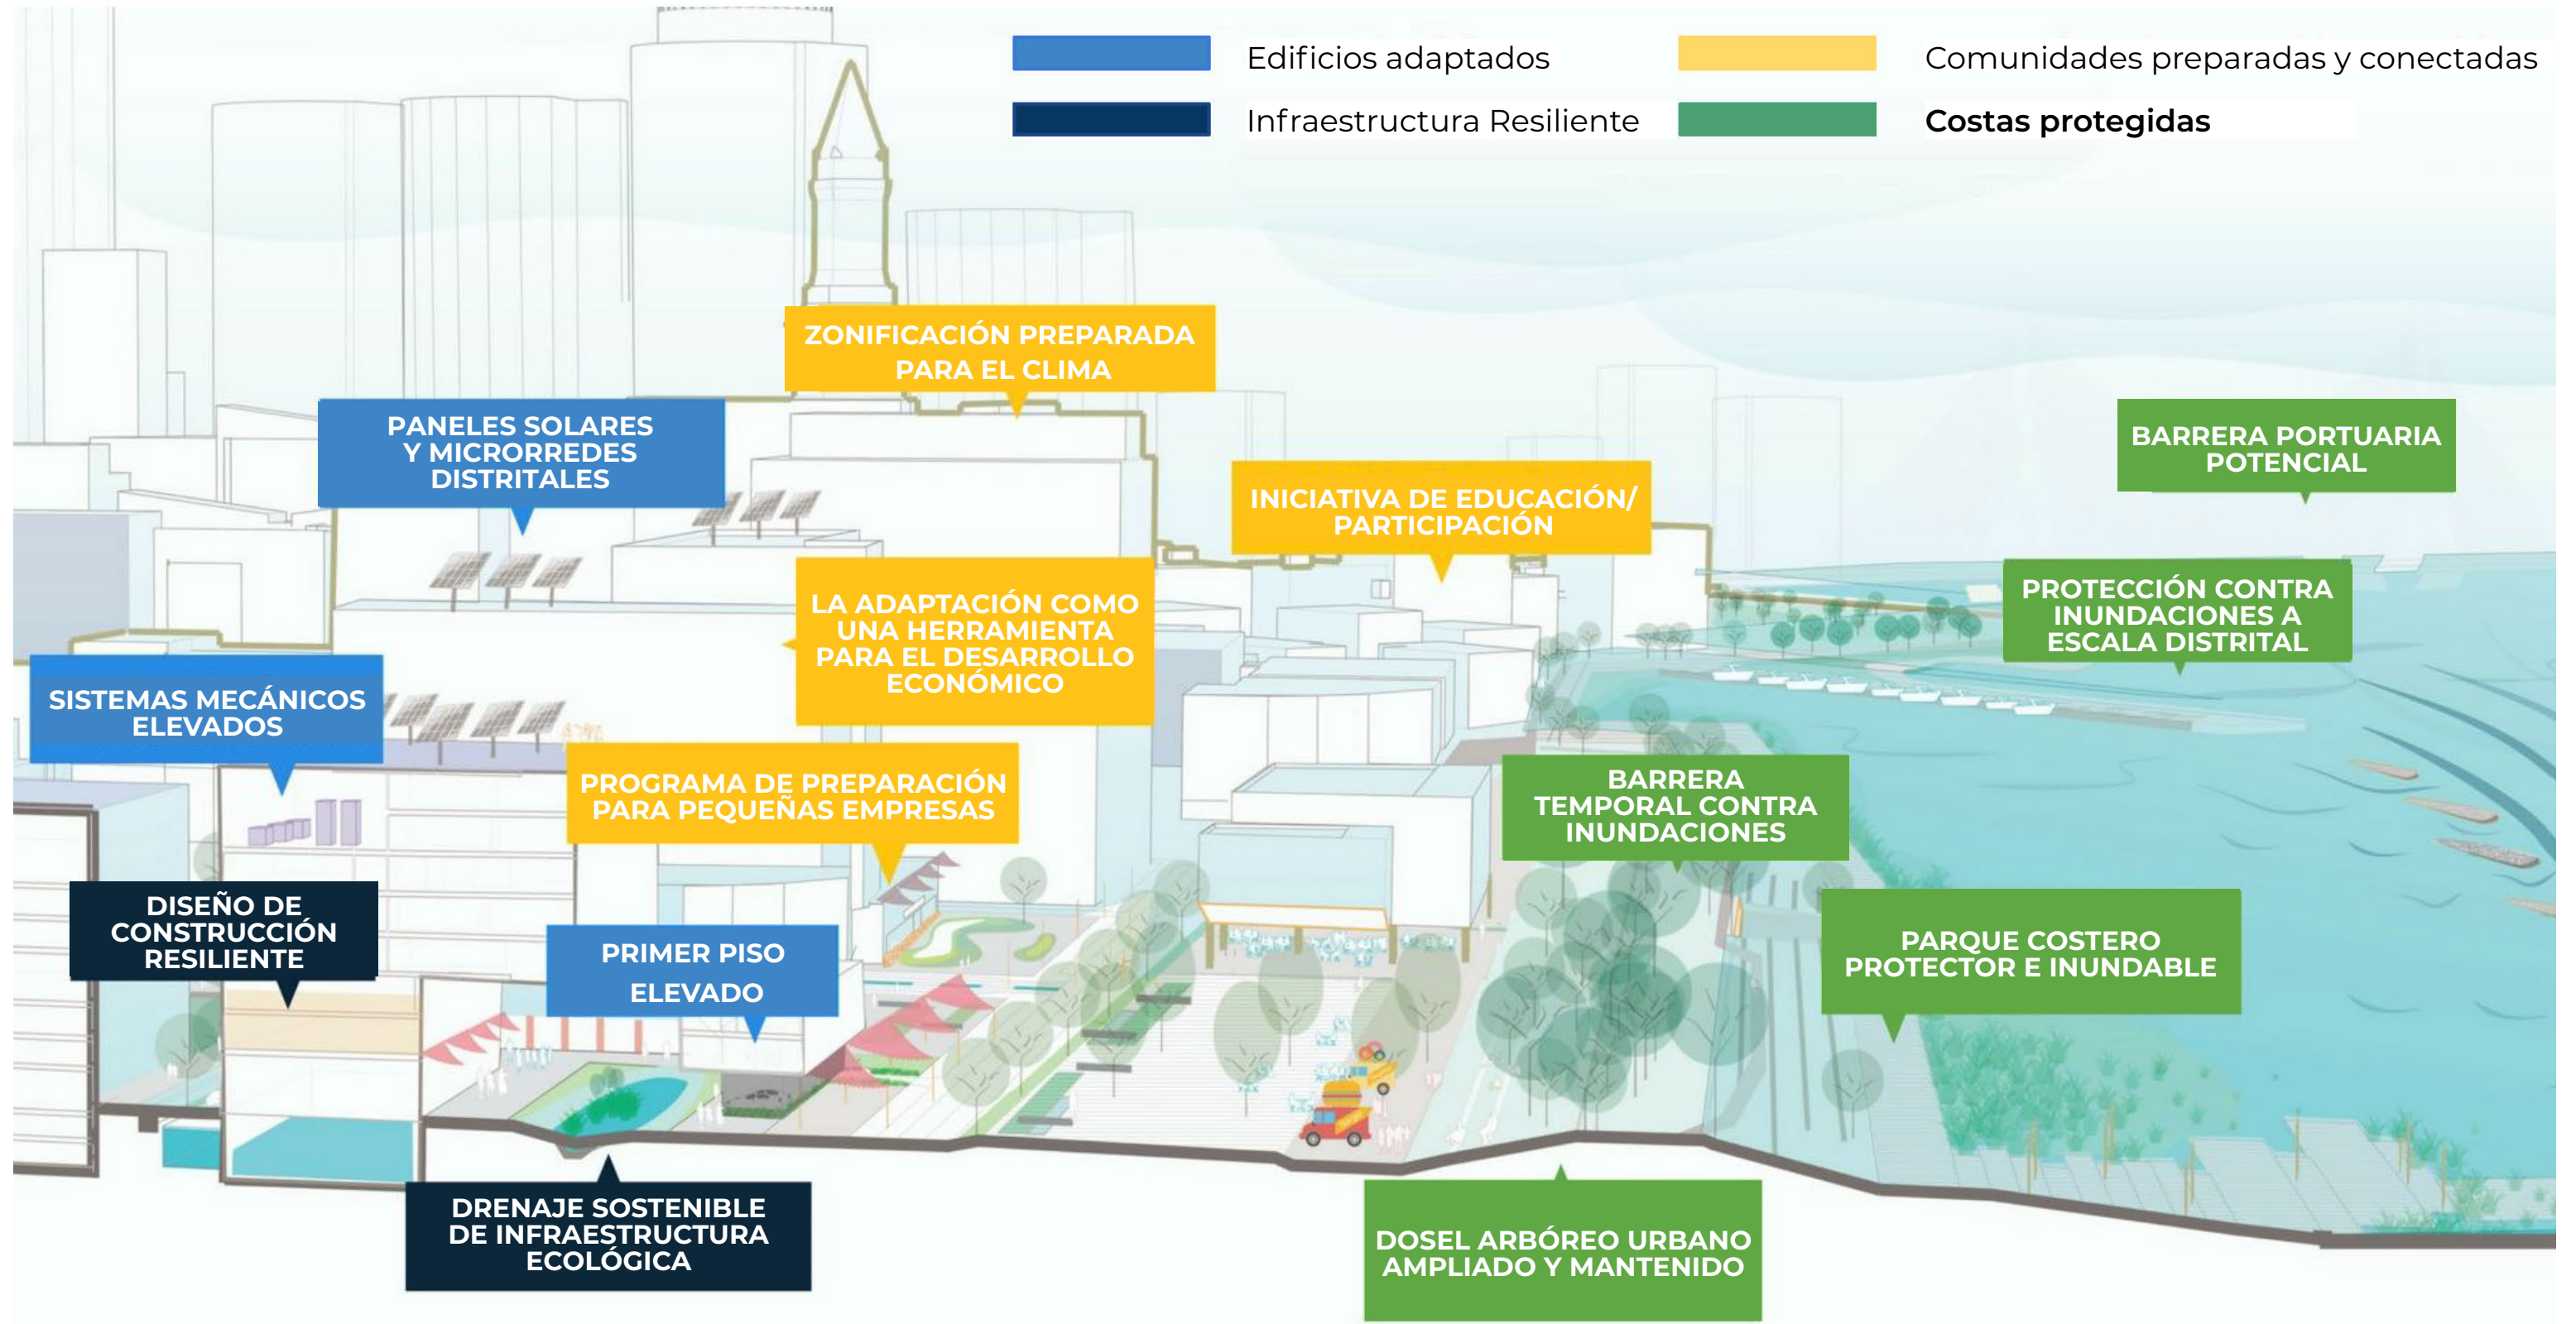 Edificios adaptados
Comunidades preparadas y conectadas
Infraestructura Resiliente
Costas protegidas
ZONIFICACIÓN PREPARADA
PARA EL CLIMA
PANELES SOLARES
Y MICRORREDES
DISTRITALES
BARRERA PORTUARIA
POTENCIAL
INICIATIVA DE EDUCACIÓN/
PARTICIPACIÓN
LA ADAPTACIÓN COMO
UNA HERRAMIENTA
PARA EL DESARROLLO
ECONÓMICO
PROTECCIÓN CONTRA
INUNDACIONES A
ESCALA DISTRITAL
SISTEMAS MECÁNICOS
ELEVADOS
PROGRAMA DE PREPARACIÓN
PARA PEQUEÑAS EMPRESAS
BARRERA
TEMPORAL CONTRA
INUNDACIONES
DISEÑO DE
CONSTRUCCIÓN
RESILIENTE
PRIMER PISO
ELEVADO
PARQUE COSTERO
PROTECTOR E INUNDABLE
DRENAJE SOSTENIBLE
DE INFRAESTRUCTURA
ECOLÓGICA
DOSEL ARBÓREO URBANO
AMPLIADO Y MANTENIDO